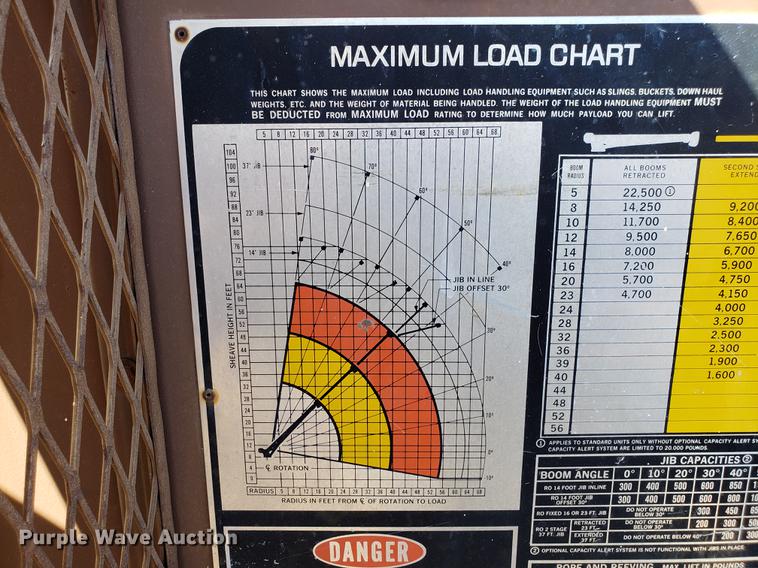 MAXIMUM LOAD CHART
THIS CHART SHOWS THE MAXIMUM LOAD INCLUDING LOAD HANDLING EQUIPMENT SUCH AS SLINGS, BUCKETS, DOWN HAUL
WEIGHTS, ETC. AND THE WEIGHT OF MATERIAL BEING HANDLED. THE WEIGHT OF THE LOAD HANDLING EQUIPMENT MUST
BE DEDUCTED FROM MAXIMUM LOAD RATING TO DETERMINE HOW MUCH PAYLOAD YOU CAN LIFT.
5 8 12 16 20 24 28 32 36 40 44 48 52 56 60 64 68
104
100
96
92
88
84
80
76
72
68
64
60
56
52
48
44
40
36
32
28
24
20
16
12
8
4
0
SHEAVE HEIGHT IN FEET
37' JIB
23' JIB
14' JIB
80°
70°
60°
50°
40°
30°
20°
10°
0°
-10°
JIB IN LINE
JIB OFFSET 30°
℄ ROTATION
RADIUS 5 8 12 16 20 24 28 32 36 40 44 48 52 56 60 64 68
RADIUS IN FEET FROM ℄ OF ROTATION TO LOAD
BOOM RADIUS ALL BOOMS RETRACTED SECOND EXTEND
5 22,500 ①
8 14,250 9,200
10 11,700 8,400
12 9,500 7,650
14 8,000 6,700
16 7,200 5,900
20 5,700 4,750
23 4,700 4,150
24 4,000
28 3,250
32 2,500
36 2,300
39 1,900
40 1,600
44
48
52
56
① APPLIES TO STANDARD UNITS ONLY WITHOUT OPTIONAL CAPACITY ALERT
CAPACITY ALERT SYSTEM ARE LIMITED TO 20,000 POUNDS.
JIB CAPACITIES ②
BOOM ANGLE 0° 10° 20° 30° 40°
RO 14 FOOT JIB INLINE 300 400 500 600 850
RO 14 FOOT JIB OFFSET 30° 300 400 500 600 800
RO FIXED 16 OR 23 FT. JIB DO NOT OPERATE BELOW 30° 300 450
RO 2 STAGE 37 FT. JIB RETRACTED 23 FT. DO NOT OPERATE BELOW 30° 200 300
EXTENDED 37 FT. DO NOT OPERATE BELOW 40° 200
② OPTIONAL CAPACITY ALERT SYSTEM IS NOT FUNCTIONAL WITH JIBS IN PLACE.
ROPE AND REEVING MAX. LIFT IN POUNDS
DANGER
Purple Wave Auction